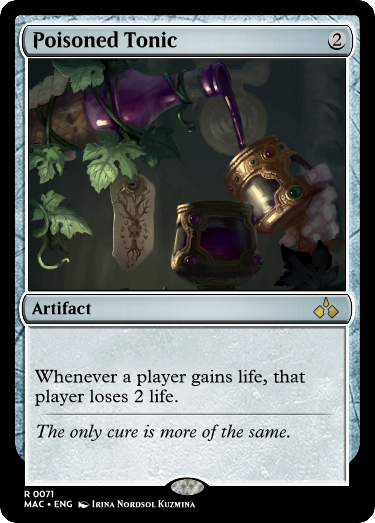 Poisoned Tonic 2
Artifact
Whenever a player gains life, that
player loses 2 life.
The only cure is more of the same.
R 0071
MAC • ENG Irina Nordsol Kuzmina